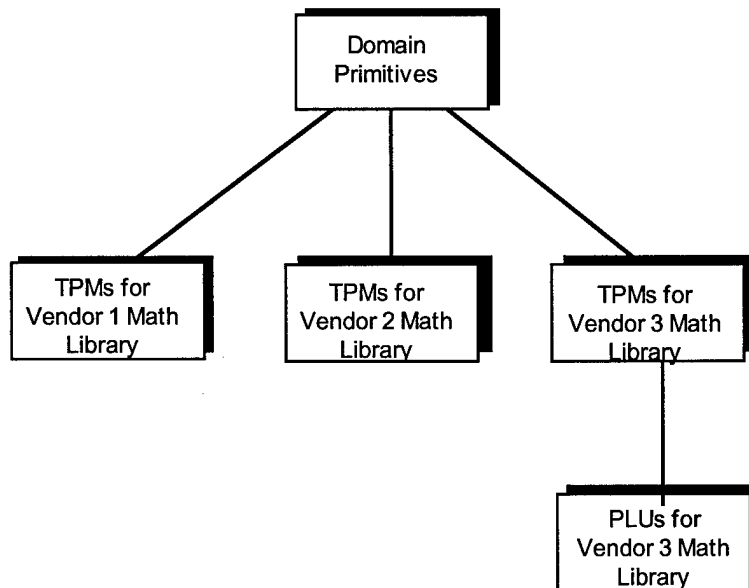 Domain
Primitives
TPMs for
Vendor 1 Math
Library
TPMs for
Vendor 2 Math
Library
TPMs for
Vendor 3 Math
Library
PLUs for
Vendor 3 Math
Library